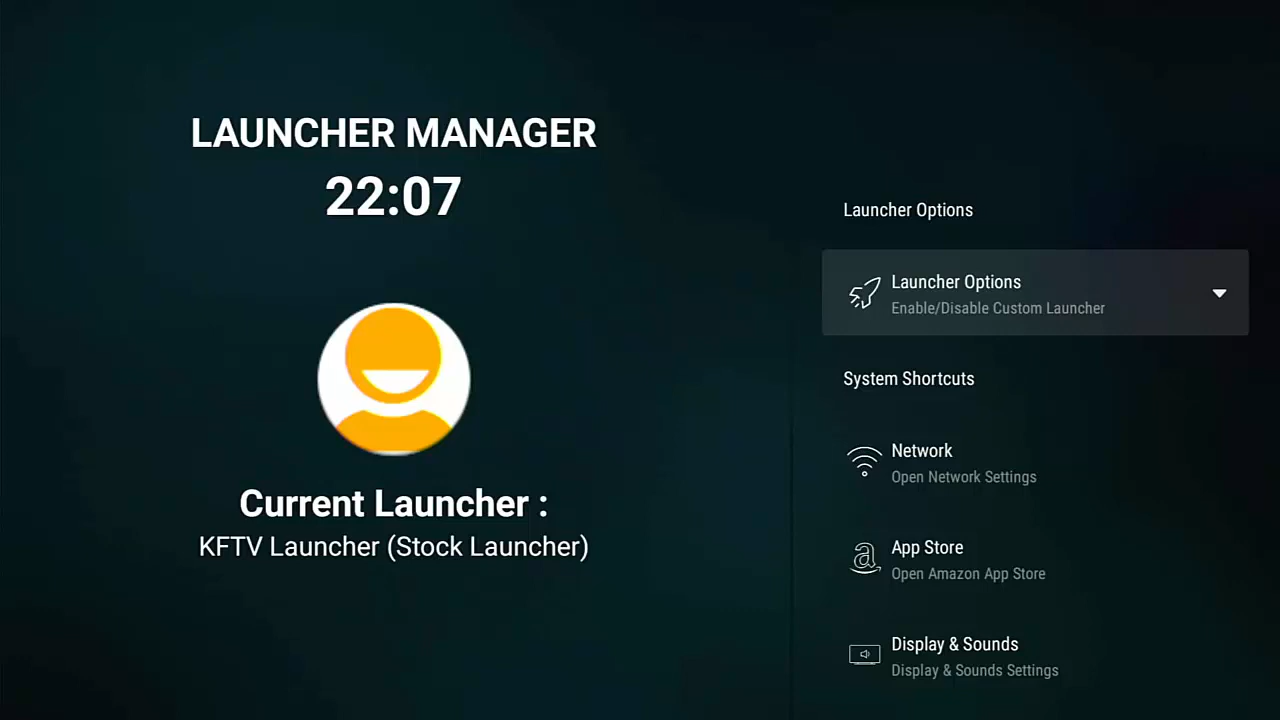 LAUNCHER MANAGER
22:07
Current Launcher :
KFTV Launcher (Stock Launcher)
Launcher Options
Launcher Options
Enable/Disable Custom Launcher
System Shortcuts
Network
Open Network Settings
App Store
Open Amazon App Store
Display & Sounds
Display & Sounds Settings